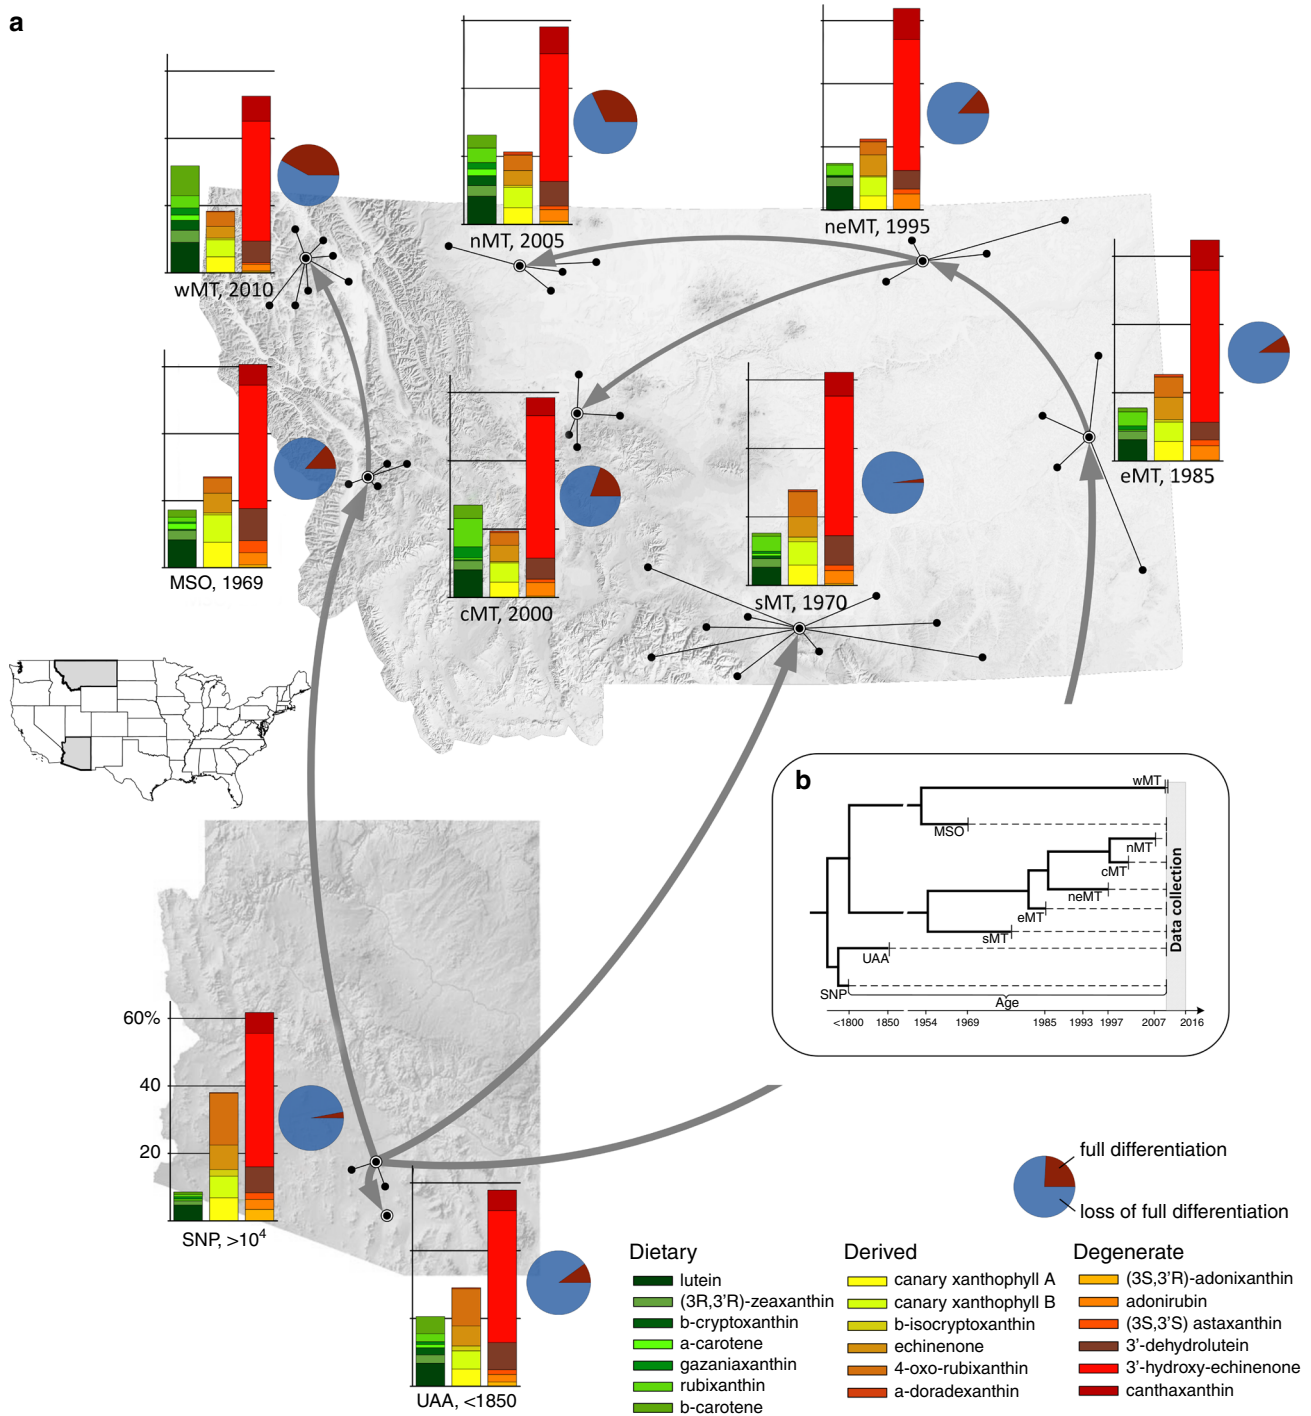 a
wMT, 2010
nMT, 2005
neMT, 1995
eMT, 1985
MSO, 1969
cMT, 2000
sMT, 1970
b
wMT
MSO
nMT
cMT
neMT
eMT
sMT
UAA
SNP
Age
Data collection
<1800 1850 1954 1969 1985 1993 1997 2007 2016
60%
40
20
SNP, >10⁴
UAA, <1850
full differentiation
loss of full differentiation
Dietary
lutein
(3R,3'R)-zeaxanthin
b-cryptoxanthin
a-carotene
gazaniaxanthin
rubixanthin
b-carotene
Derived
canary xanthophyll A
canary xanthophyll B
b-isocryptoxanthin
echinenone
4-oxo-rubixanthin
a-doradexanthin
Degenerate
(3S,3'R)-adonixanthin
adonirubin
(3S,3'S) astaxanthin
3'-dehydrolutein
3'-hydroxy-echinenone
canthaxanthin